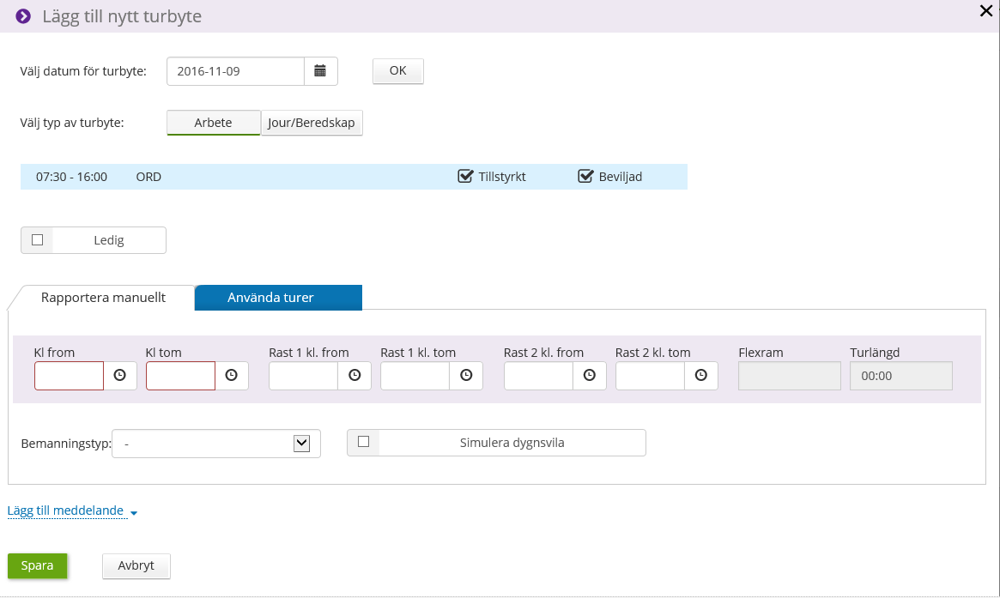 Lägg till nytt turbyte
Välj datum för turbyte: 2016-11-09 OK
Välj typ av turbyte: Arbete Jour/Beredskap
07:30 - 16:00 ORD Tillstyrkt Beviljad
Ledig
Rapportera manuellt Använda turer
Kl from Kl tom Rast 1 kl. from Rast 1 kl. tom Rast 2 kl. from Rast 2 kl. tom Flexram Turlängd
00:00
Bemanningstyp: - Simulera dygnsvila
Lägg till meddelande
Spara Avbryt